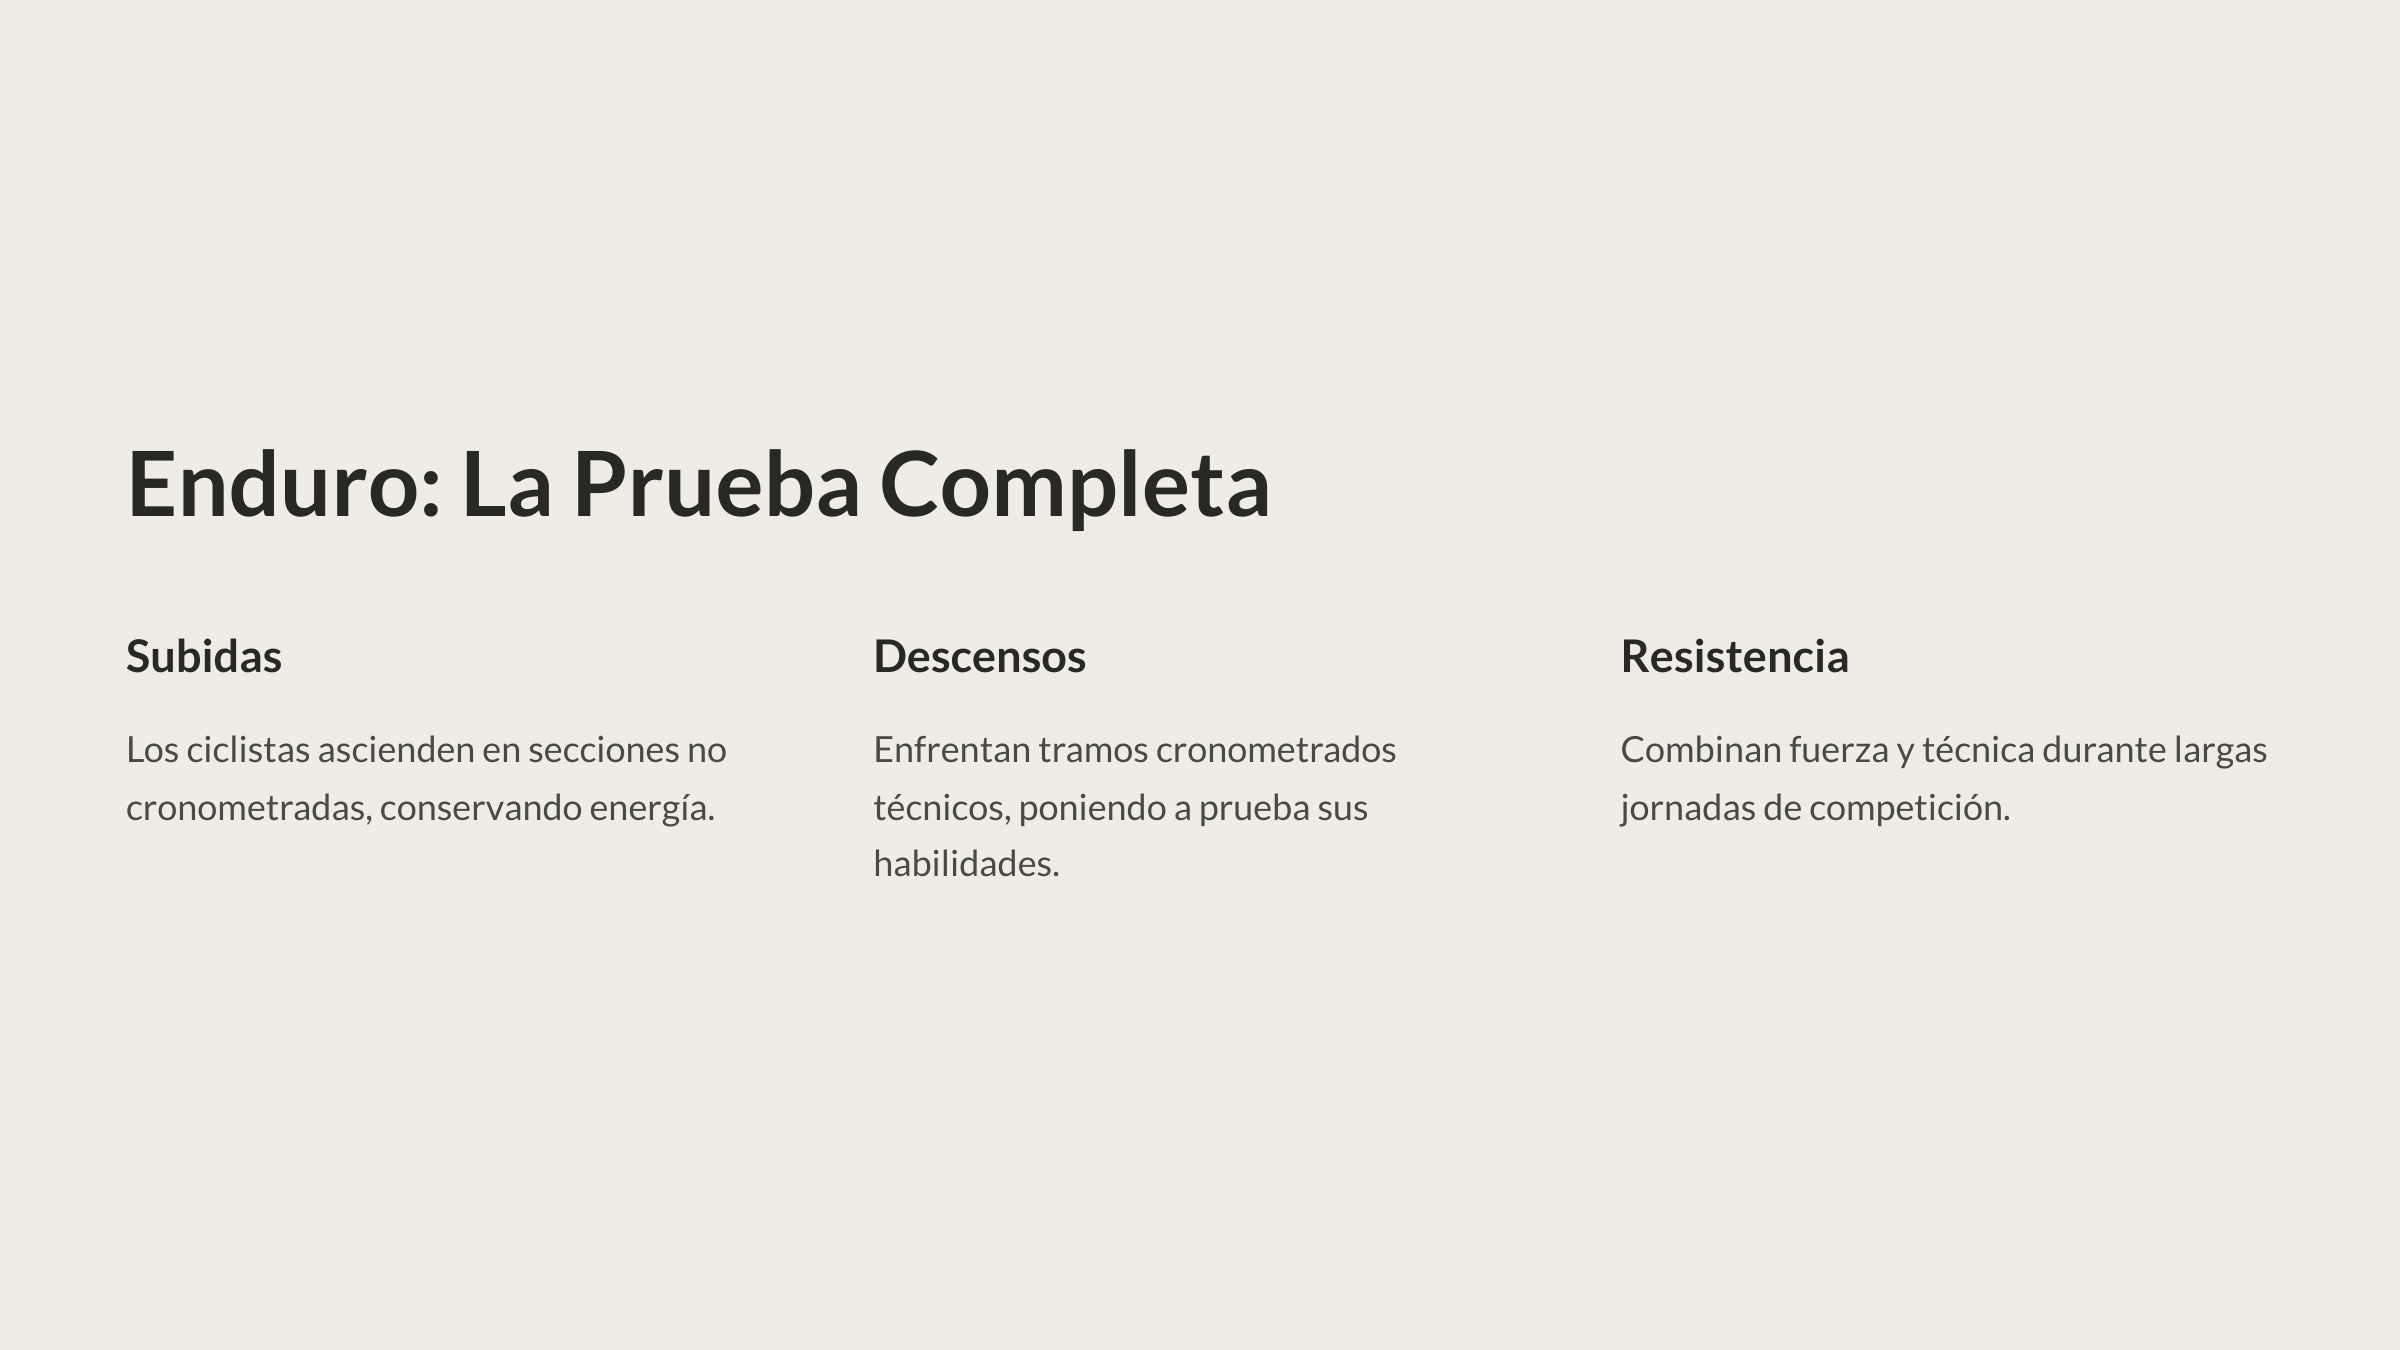 Enduro: La Prueba Completa
Subidas
Los ciclistas ascienden en secciones no
cronometradas, conservando energía.
Descensos
Enfrentan tramos cronometrados
técnicos, poniendo a prueba sus
habilidades.
Resistencia
Combinan fuerza y técnica durante largas
jornadas de competición.